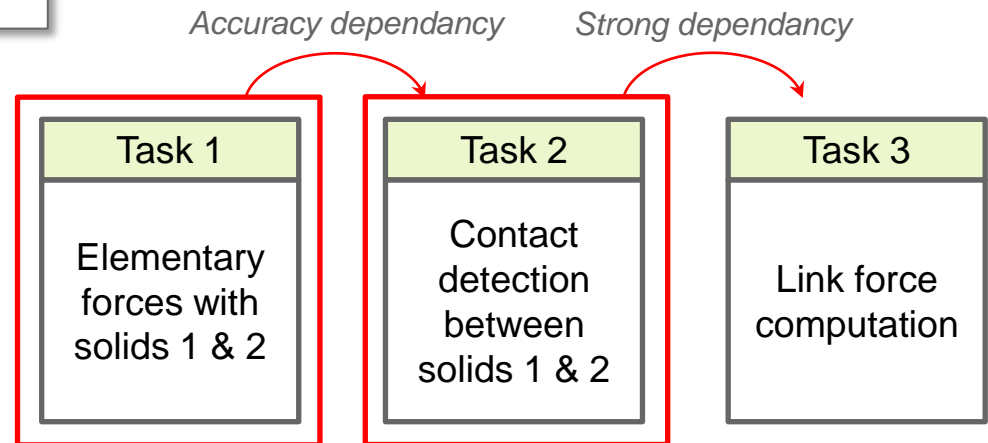 Accuracy dependancy
Strong dependancy
Task 1
Elementary
forces with
solids 1 & 2
Task 2
Contact
detection
between
solids 1 & 2
Task 3
Link force
computation